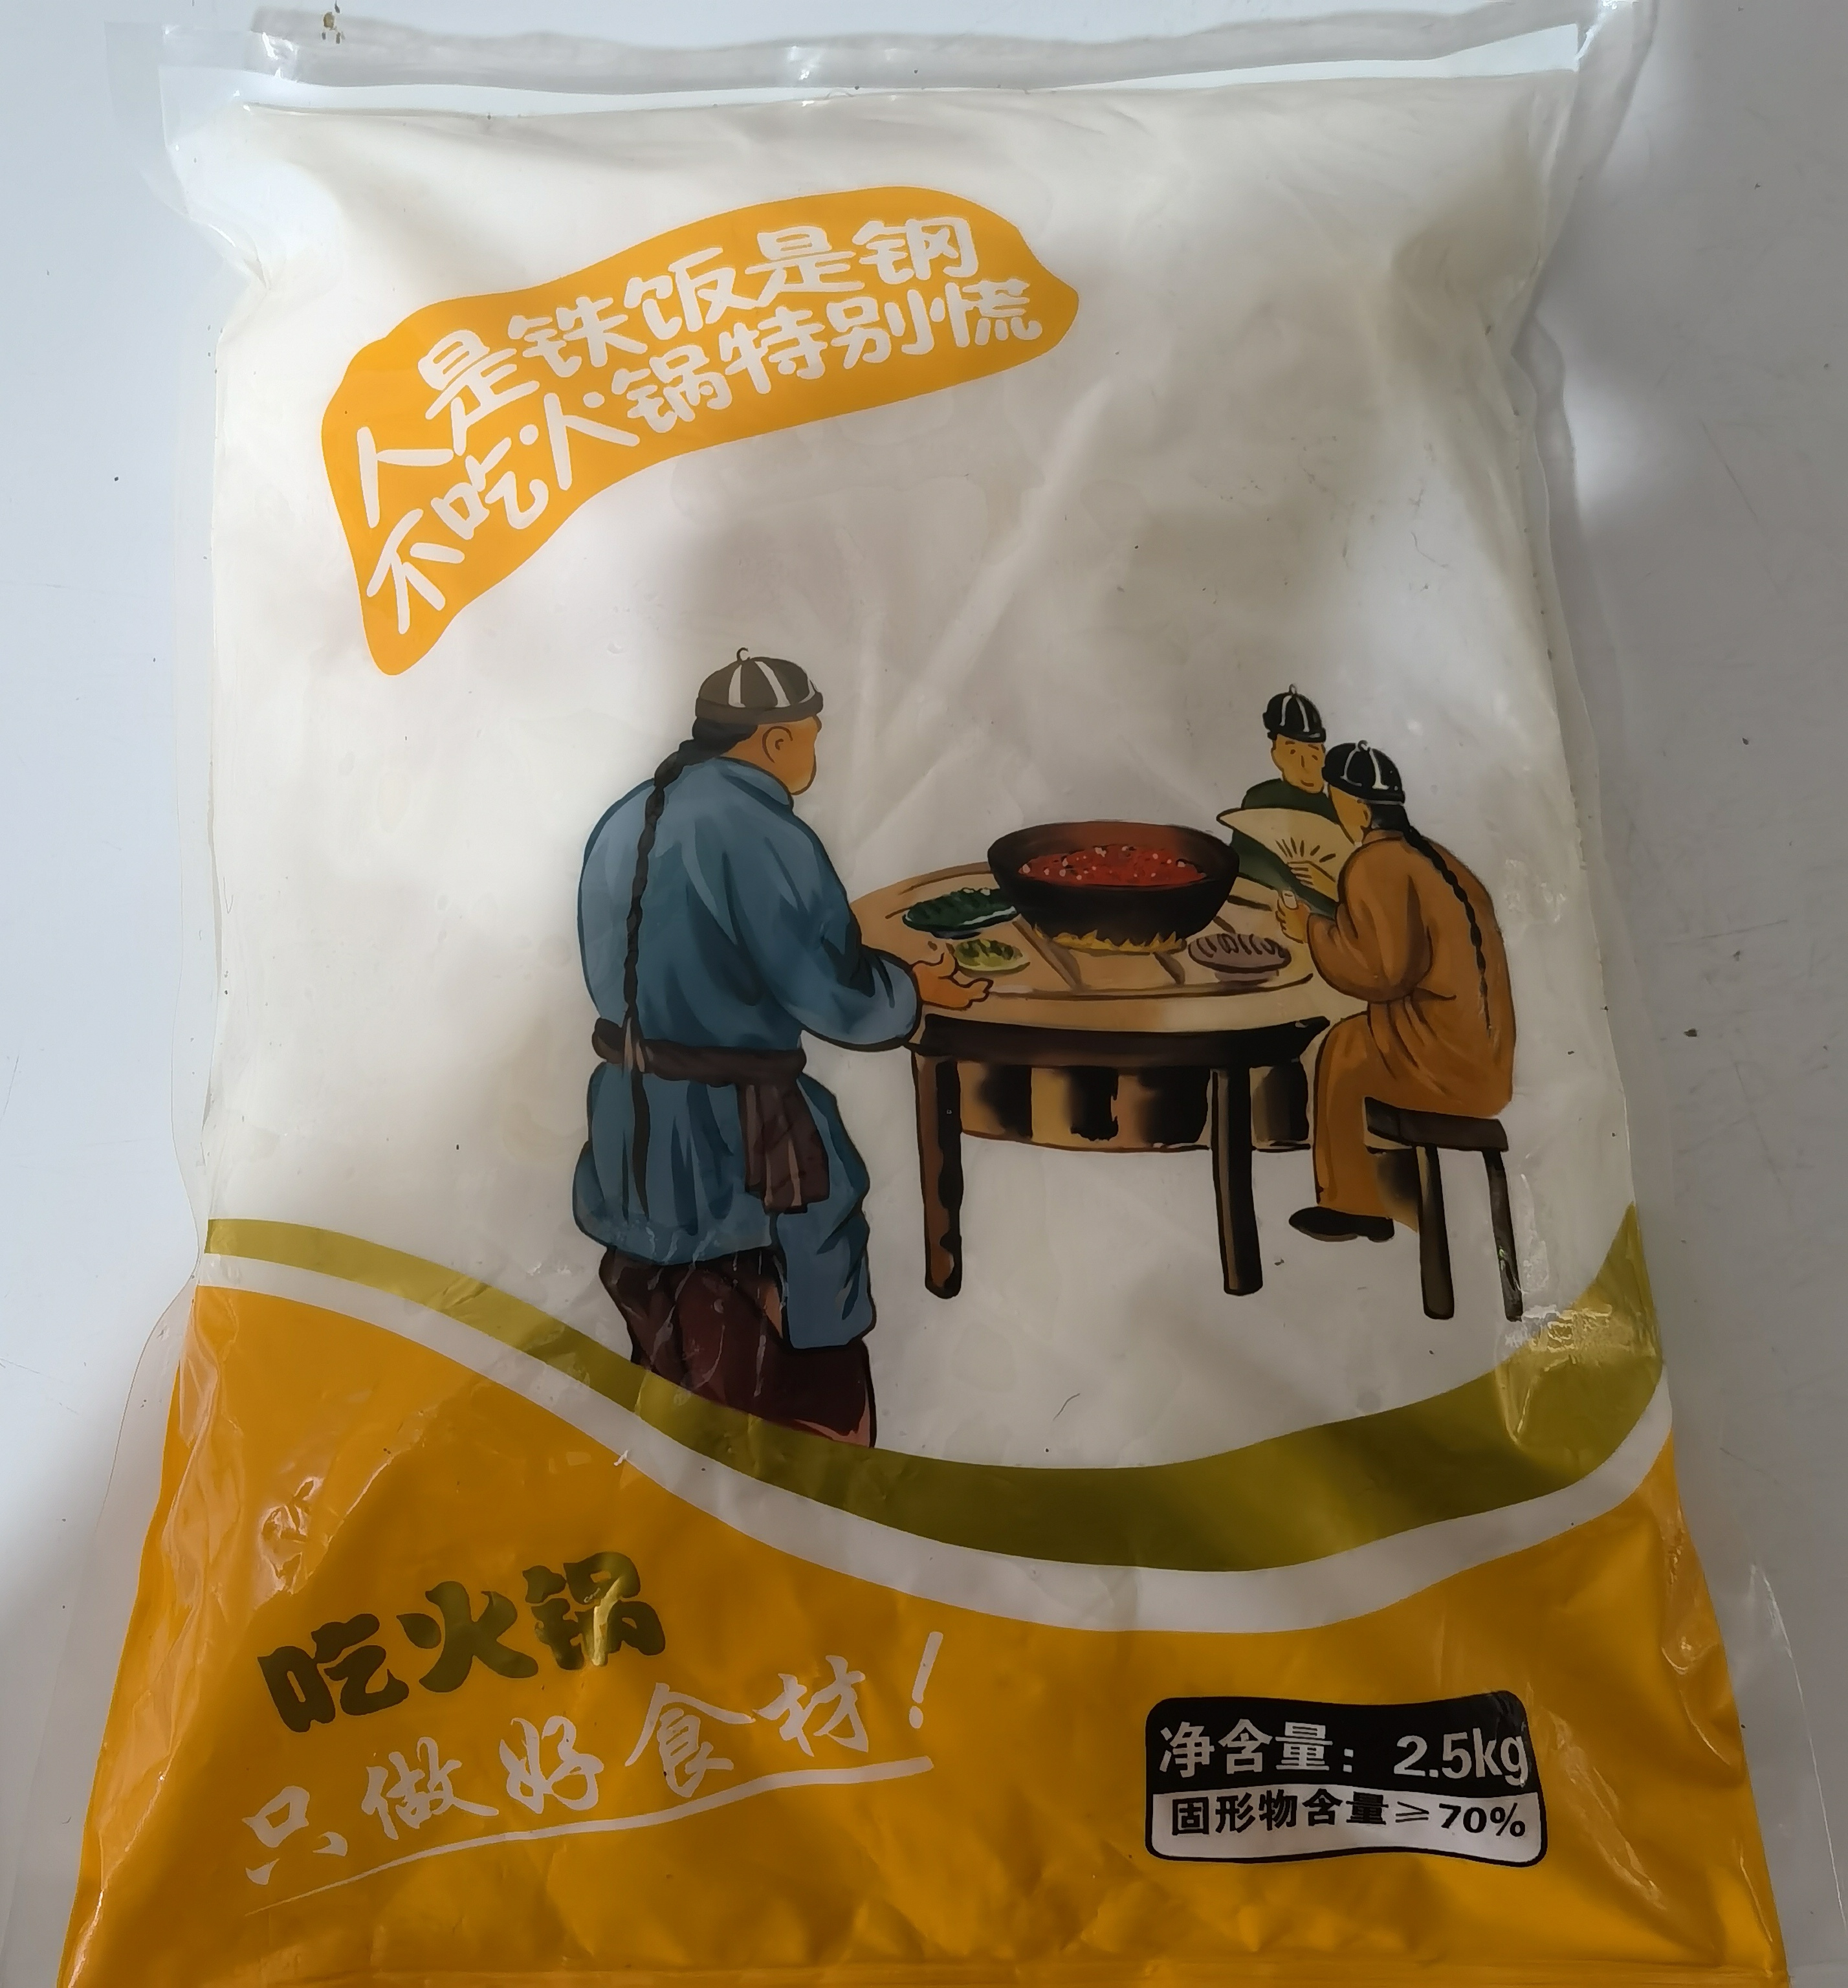 人是铁饭是钢
不吃火锅特别慌
吃火锅
只做好食材!
净含量: 2.5kg
固形物含量≥70%